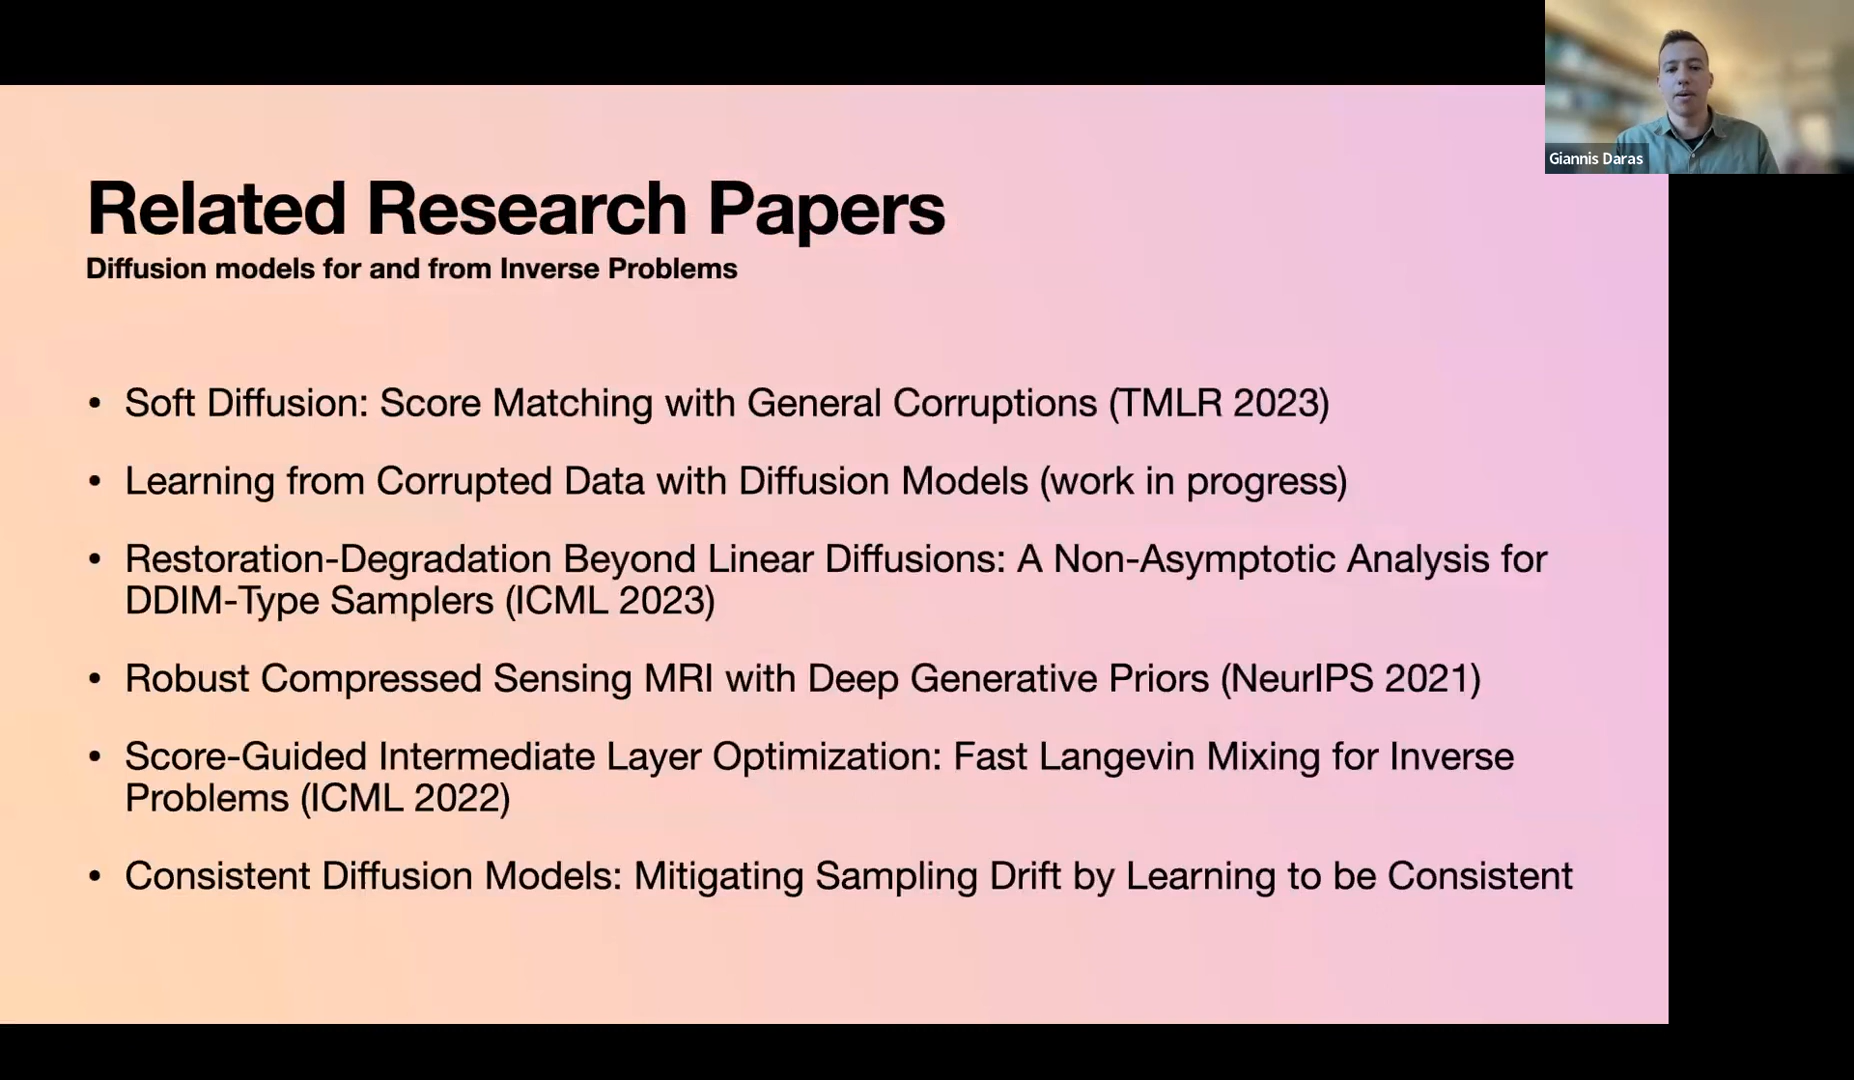 Giannis Daras
Related Research Papers
Diffusion models for and from Inverse Problems
• Soft Diffusion: Score Matching with General Corruptions (TMLR 2023)
• Learning from Corrupted Data with Diffusion Models (work in progress)
• Restoration-Degradation Beyond Linear Diffusions: A Non-Asymptotic Analysis for
DDIM-Type Samplers (ICML 2023)
• Robust Compressed Sensing MRI with Deep Generative Priors (NeurIPS 2021)
• Score-Guided Intermediate Layer Optimization: Fast Langevin Mixing for Inverse
Problems (ICML 2022)
• Consistent Diffusion Models: Mitigating Sampling Drift by Learning to be Consistent